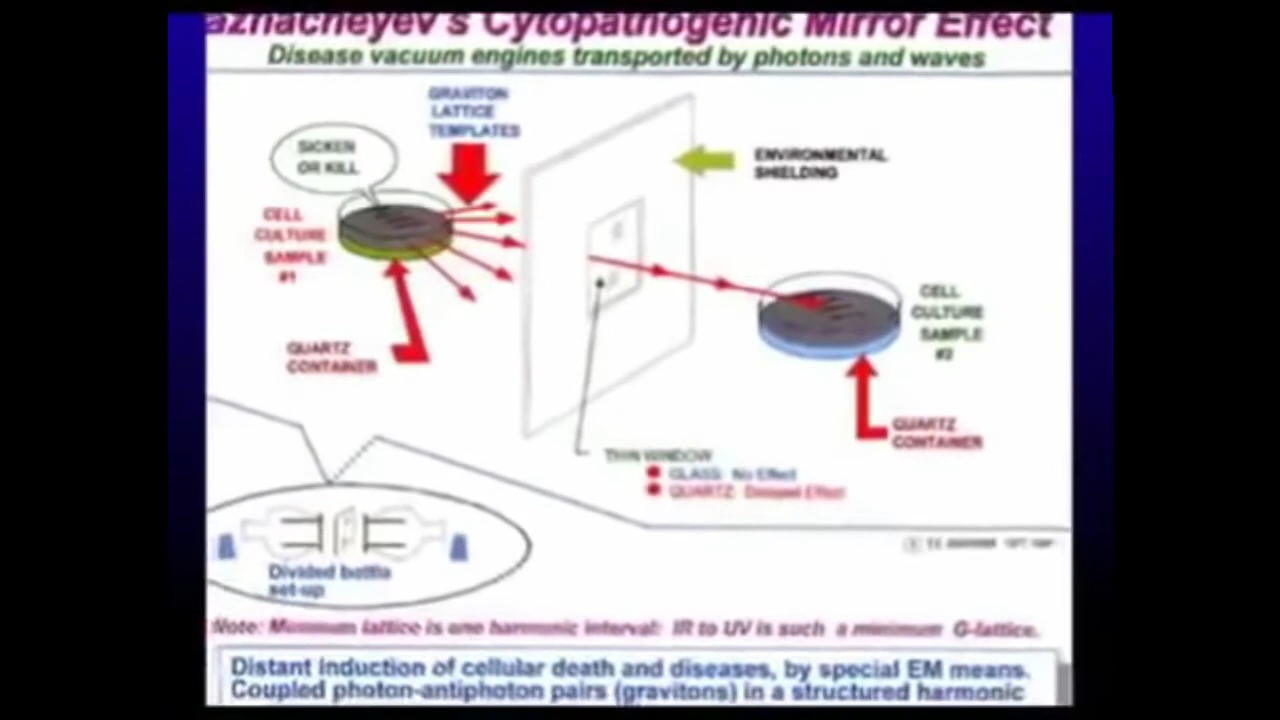 azhacheyev's Cytopathogenic Mirror Effect
Disease vacuum engines transported by photons and waves
GRAVITON
LATTICE
TEMPLATES
SICKEN
OR KILL
ENVIRONMENTAL
SHIELDING
CELL
CULTURE
SAMPLE
#1
CELL
CULTURE
SAMPLE
#2
QUARTZ
CONTAINER
QUARTZ
CONTAINER
THIN WINDOW
GLASS: No Effect
QUARTZ: Effect
Divided bottle
set-up
Note: Minimum lattice is one harmonic interval: IR to UV is such a minimum G-lattice.
Distant induction of cellular death and diseases, by special EM means.
Coupled photon-antiphoton pairs (gravitons) in a structured harmonic